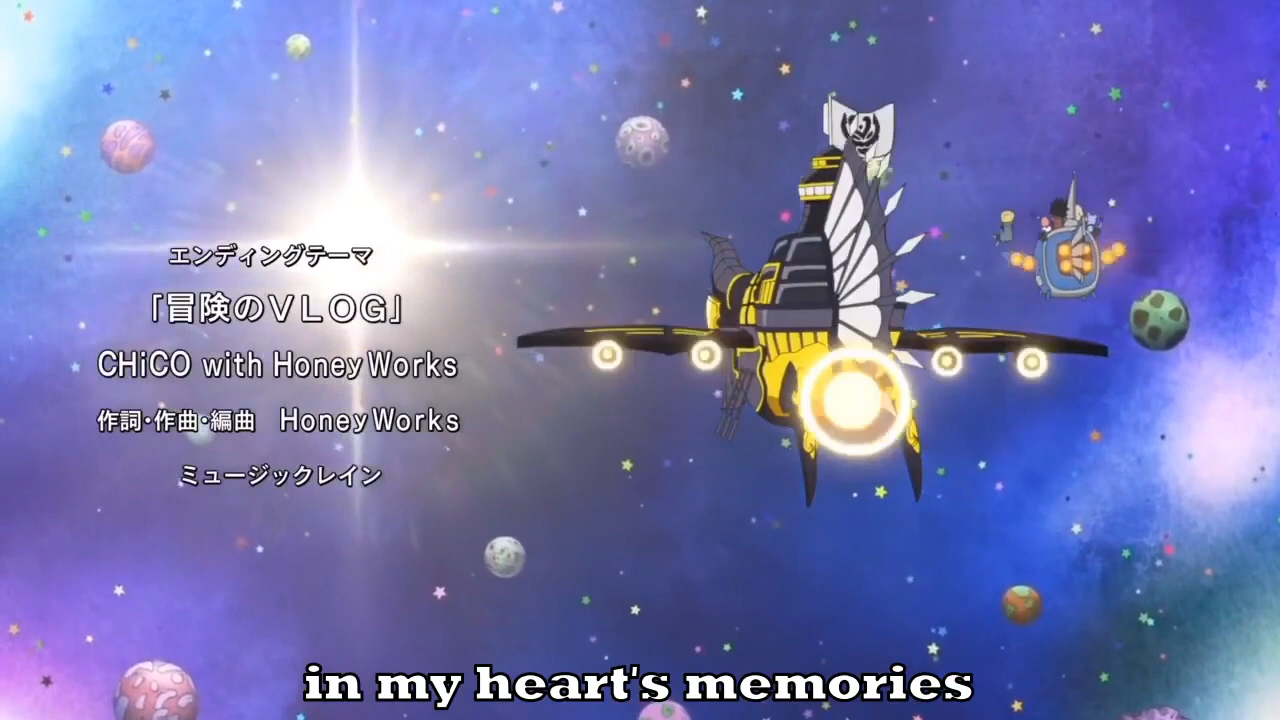 エンディングテーマ
「冒険のVLOG」
CHiCO with HoneyWorks
作詞・作曲・編曲　HoneyWorks
ミュージックレイン
in my heart's memories